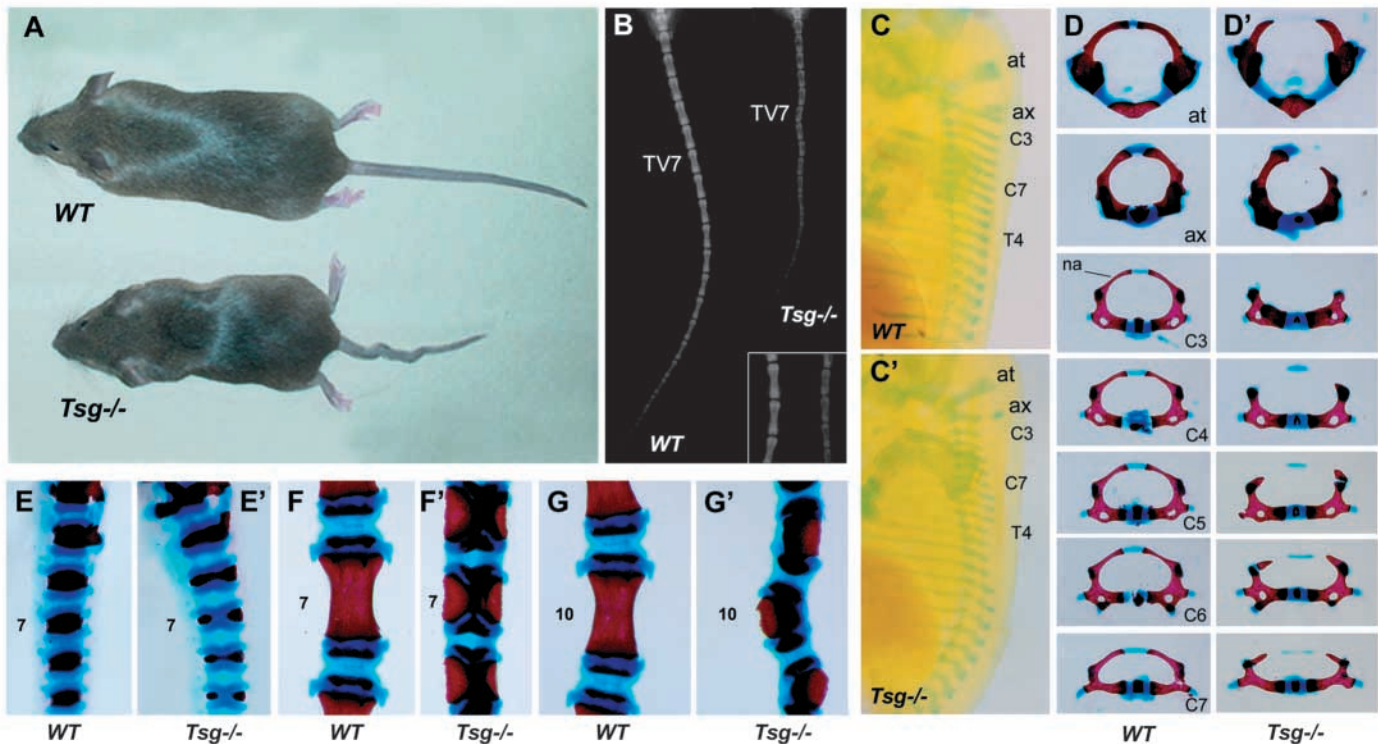 A
WT
Tsg-/-
B
TV7
TV7
Tsg-/-
WT
C
at
ax
C3
C7
T4
WT
C'
at
ax
C3
C7
T4
Tsg-/-
D
D'
at
ax
na
C3
C4
C5
C6
C7
WT
Tsg-/-
E
7
WT
E'
7
Tsg-/-
F
7
WT
F'
7
Tsg-/-
G
10
WT
G'
10
Tsg-/-